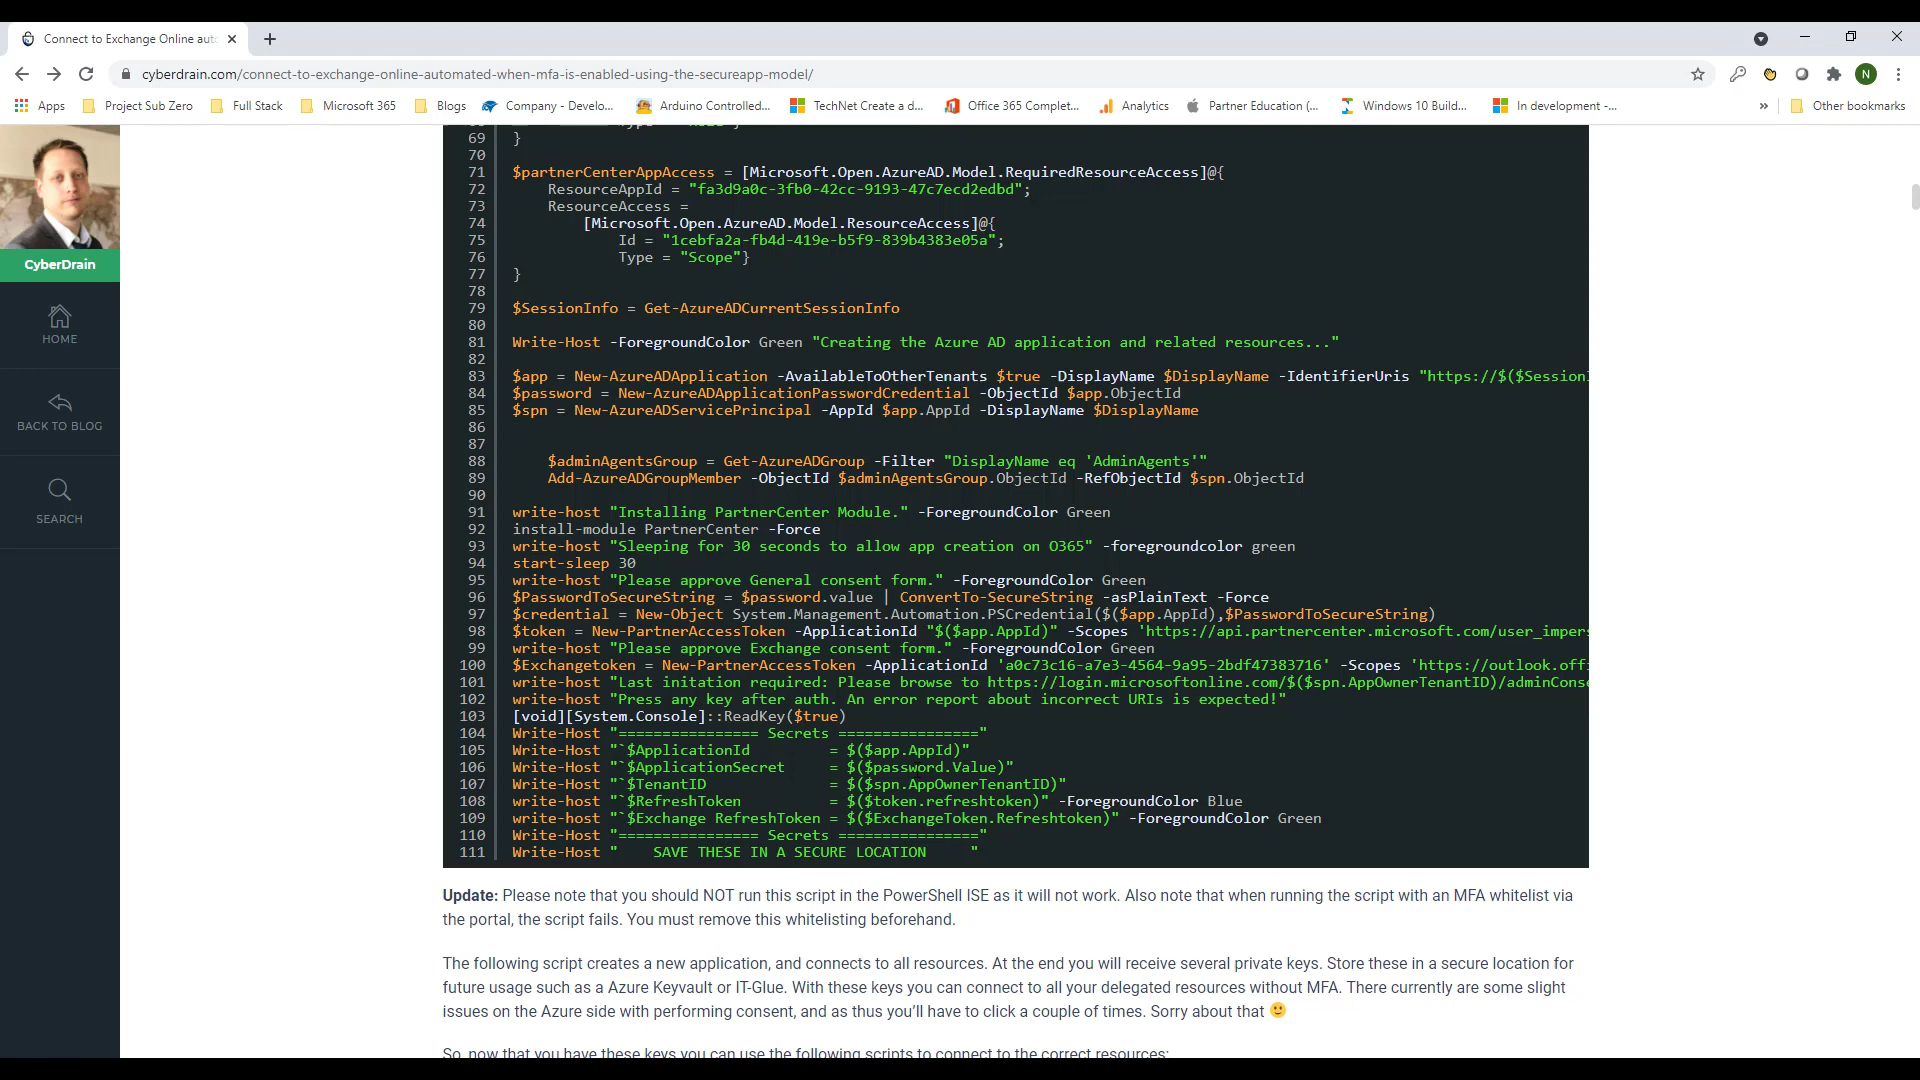 Connect to Exchange Online auto
cyberdrain.com/connect-to-exchange-online-automated-when-mfa-is-enabled-using-the-secureapp-model/
N
Apps
Project Sub Zero
Full Stack
Microsoft 365
Blogs
Company - Develo...
Arduino Controlled...
TechNet Create a d...
Office 365 Complet...
Analytics
Partner Education (...
Windows 10 Build...
In development -...
»
Other bookmarks
CyberDrain
HOME
BACK TO BLOG
SEARCH
69 }
70
71 $partnerCenterAppAccess = [Microsoft.Open.AzureAD.Model.RequiredResourceAccess]@{
72 ResourceAppId = "fa3d9a0c-3fb0-42cc-9193-47c7ecd2edbd";
73 ResourceAccess =
74 [Microsoft.Open.AzureAD.Model.ResourceAccess]@{
75 Id = "1cebfa2a-fb4d-419e-b5f9-839b4383e05a";
76 Type = "Scope"}
77 }
78
79 $SessionInfo = Get-AzureADCurrentSessionInfo
80
81 Write-Host -ForegroundColor Green "Creating the Azure AD application and related resources..."
82
83 $app = New-AzureADApplication -AvailableToOtherTenants $true -DisplayName $DisplayName -IdentifierUris "https://$($Session
84 $password = New-AzureADApplicationPasswordCredential -ObjectId $app.ObjectId
85 $spn = New-AzureADServicePrincipal -AppId $app.AppId -DisplayName $DisplayName
86
87
88 $adminAgentsGroup = Get-AzureADGroup -Filter "DisplayName eq 'AdminAgents'"
89 Add-AzureADGroupMember -ObjectId $adminAgentsGroup.ObjectId -RefObjectId $spn.ObjectId
90
91 write-host "Installing PartnerCenter Module." -ForegroundColor Green
92 install-module PartnerCenter -Force
93 write-host "Sleeping for 30 seconds to allow app creation on O365" -foregroundcolor green
94 start-sleep 30
95 write-host "Please approve General consent form." -ForegroundColor Green
96 $PasswordToSecureString = $password.value | ConvertTo-SecureString -asPlainText -Force
97 $credential = New-Object System.Management.Automation.PSCredential($($app.AppId),$PasswordToSecureString)
98 $token = New-PartnerAccessToken -ApplicationId "$($app.AppId)" -Scopes 'https://api.partnercenter.microsoft.com/user_impers
99 write-host "Please approve Exchange consent form." -ForegroundColor Green
100 $Exchangetoken = New-PartnerAccessToken -ApplicationId 'a0c73c16-a7e3-4564-9a95-2bdf47383716' -Scopes 'https://outlook.offi
101 write-host "Last initation required: Please browse to https://login.microsoftonline.com/$($spn.AppOwnerTenantID)/adminConse
102 write-host "Press any key after auth. An error report about incorrect URIs is expected!"
103 [void][System.Console]::ReadKey($true)
104 Write-Host "================ Secrets ================"
105 Write-Host "`$ApplicationId         = $($app.AppId)"
106 Write-Host "`$ApplicationSecret     = $($password.Value)"
107 Write-Host "`$TenantID              = $($spn.AppOwnerTenantID)"
108 write-host "`$RefreshToken          = $($token.refreshtoken)" -ForegroundColor Blue
109 write-host "`$Exchange RefreshToken = $($ExchangeToken.Refreshtoken)" -ForegroundColor Green
110 Write-Host "================ Secrets ================"
111 Write-Host "    SAVE THESE IN A SECURE LOCATION     "
Update: Please note that you should NOT run this script in the PowerShell ISE as it will not work. Also note that when running the script with an MFA whitelist via
the portal, the script fails. You must remove this whitelisting beforehand.
The following script creates a new application, and connects to all resources. At the end you will receive several private keys. Store these in a secure location for
future usage such as a Azure Keyvault or IT-Glue. With these keys you can connect to all your delegated resources without MFA. There currently are some slight
issues on the Azure side with performing consent, and as thus you'll have to click a couple of times. Sorry about that 🙂
So, now that you have these keys you can use the following scripts to connect to the correct resources: